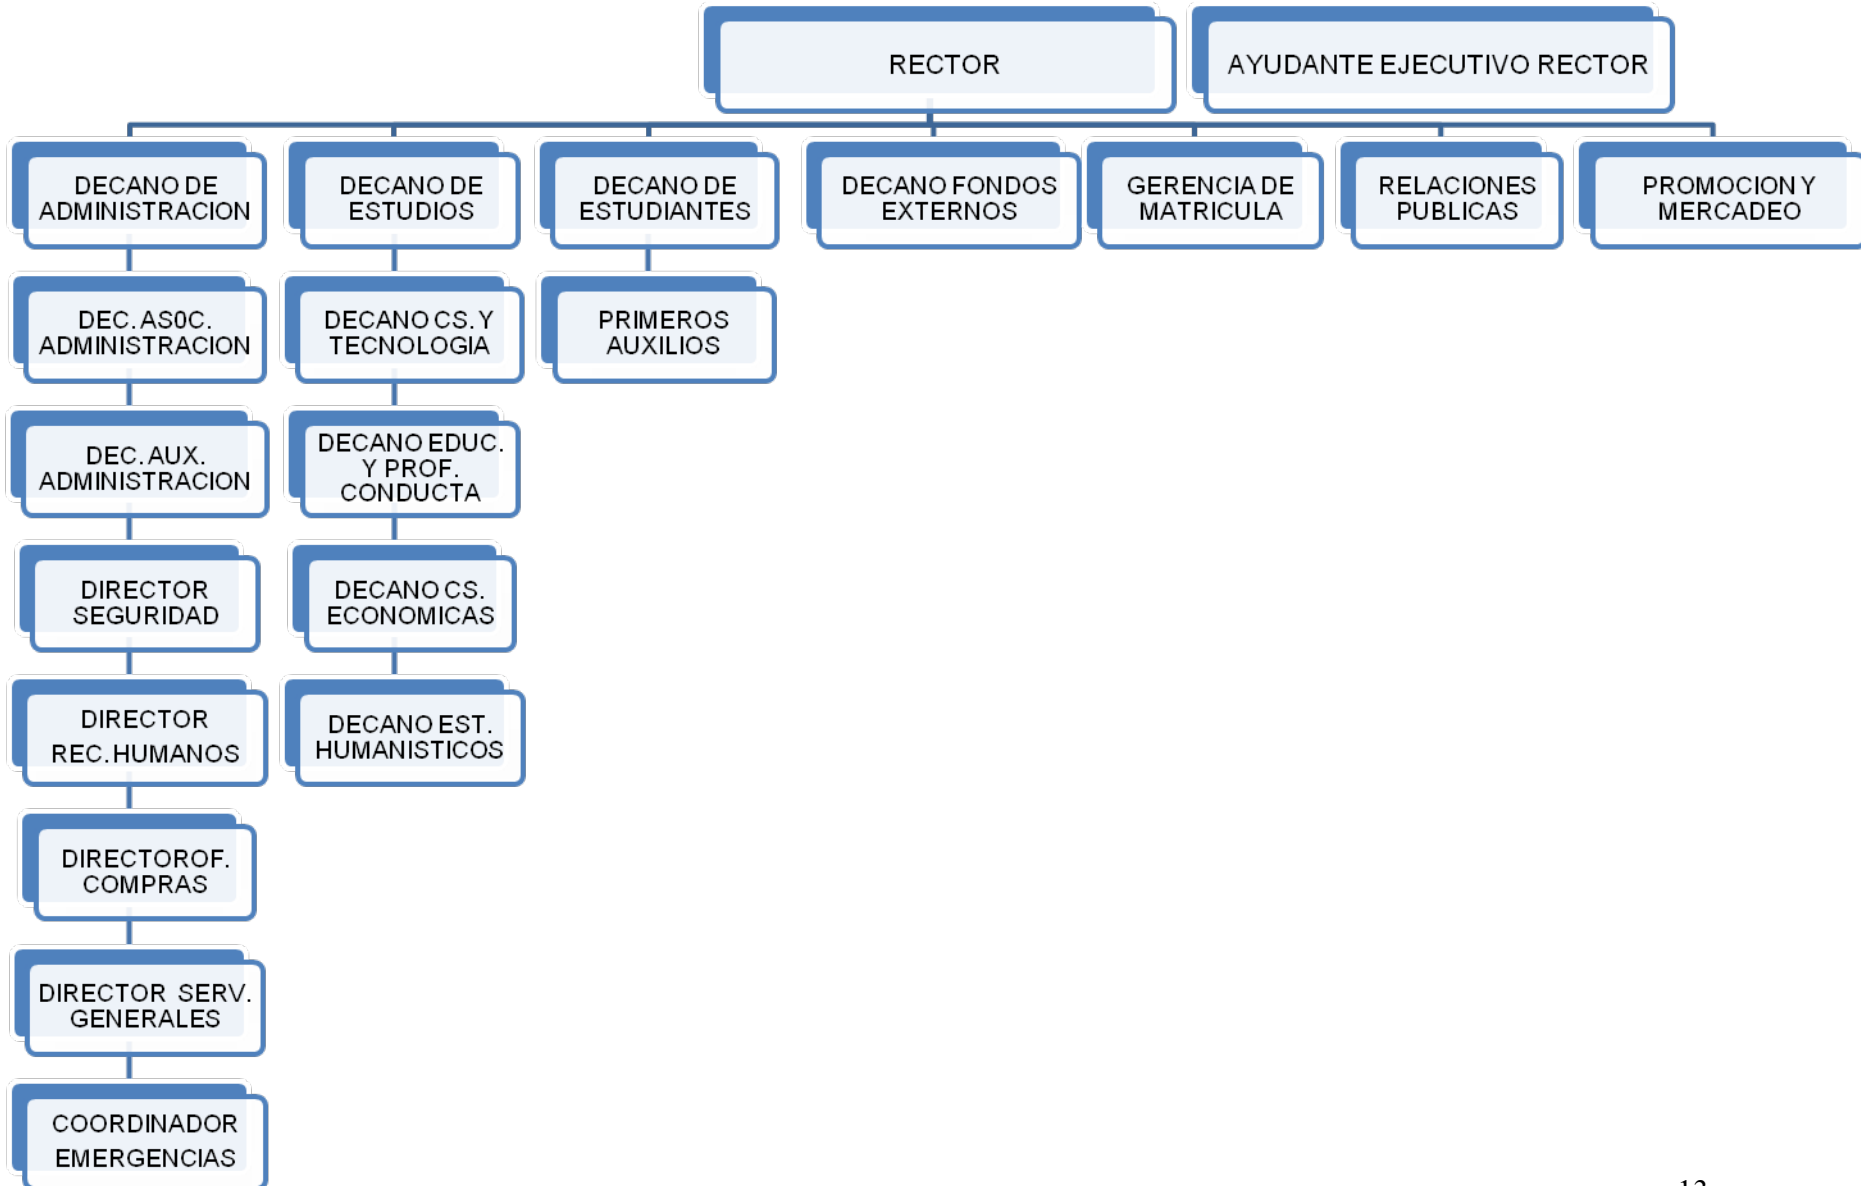 RECTOR
AYUDANTE EJECUTIVO RECTOR
DECANO DE
ADMINISTRACION
DECANO DE
ESTUDIOS
DECANO DE
ESTUDIANTES
DECANO FONDOS
EXTERNOS
GERENCIA DE
MATRICULA
RELACIONES
PUBLICAS
PROMOCION Y
MERCADEO
DEC. AS0C.
ADMINISTRACION
DECANO CS. Y
TECNOLOGIA
PRIMEROS
AUXILIOS
DEC. AUX.
ADMINISTRACION
DECANO EDUC.
Y PROF.
CONDUCTA
DIRECTOR
SEGURIDAD
DECANO CS.
ECONOMICAS
DIRECTOR
REC. HUMANOS
DECANO EST.
HUMANISTICOS
DIRECTOR OF.
COMPRAS
DIRECTOR SERV.
GENERALES
COORDINADOR
EMERGENCIAS